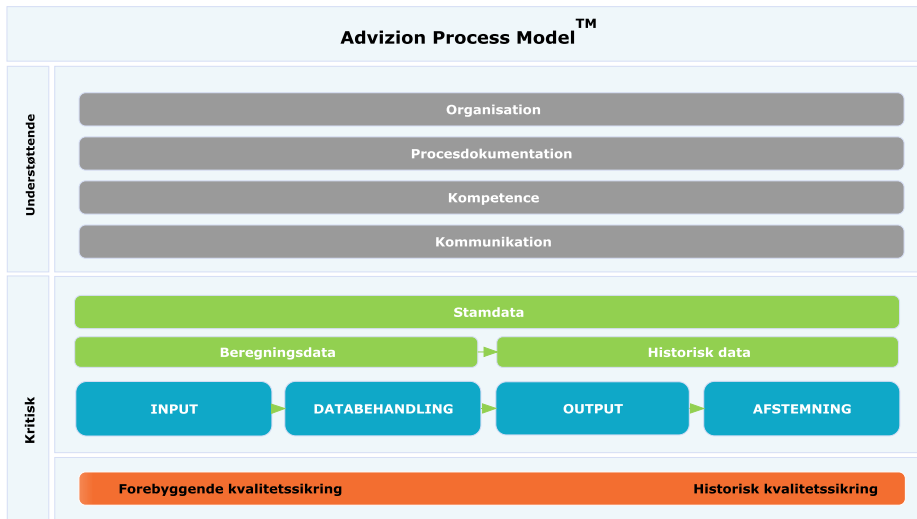 Advizion Process Model™
Understøttende
Organisation
Procesdokumentation
Kompetence
Kommunikation
Kritisk
Stamdata
Beregningsdata
Historisk data
INPUT
DATABEHANDLING
OUTPUT
AFSTEMNING
Forebyggende kvalitetssikring
Historisk kvalitetssikring